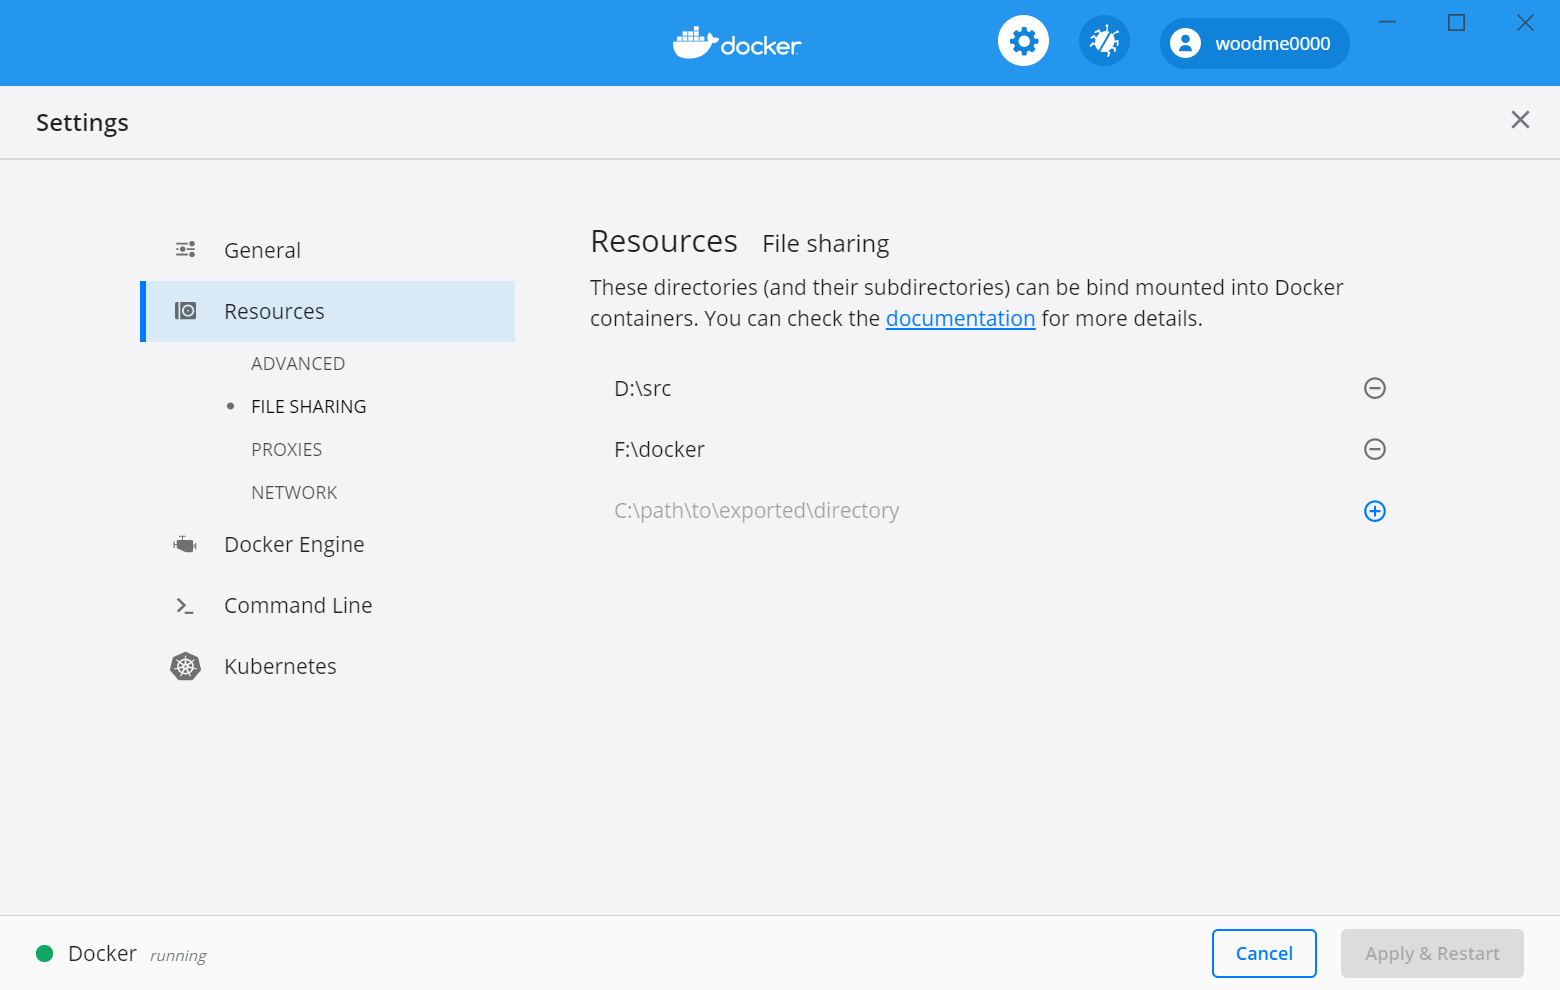 docker
woodme0000
Settings
General
Resources
ADVANCED
FILE SHARING
PROXIES
NETWORK
Docker Engine
Command Line
Kubernetes
Resources File sharing
These directories (and their subdirectories) can be bind mounted into Docker
containers. You can check the documentation for more details.
D:\src
F:\docker
C:\path\to\exported\directory
Docker running
Cancel
Apply & Restart